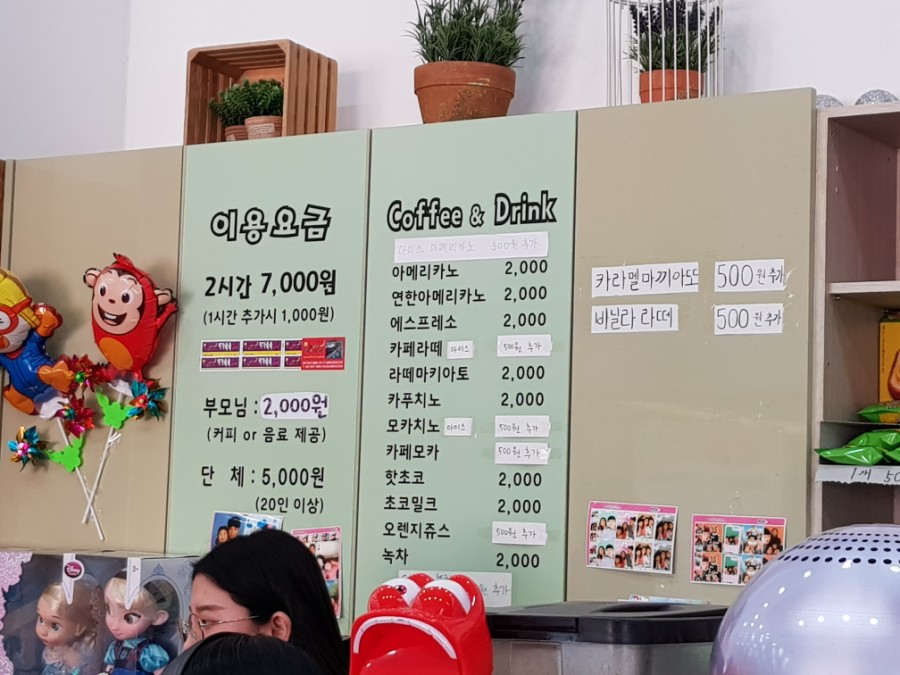 이용요금
2시간 7,000원
(1시간 추가시 1,000원)
부모님 : 2,000원
(커피 or 음료 제공)
단 체 : 5,000원
(20인 이상)
Coffee & Drink
아이스 아메리카노 500원 추가
아메리카노 2,000
연한아메리카노 2,000
에스프레소 2,000
카페라떼 아이스 500원 추가
라떼마키아토 2,000
카푸치노 2,000
모카치노 아이스 500원 추가
카페모카 500원 추가
핫초코 2,000
초코밀크 2,000
오렌지쥬스 500원 추가
녹차 2,000
추가
카라멜마끼아또 500원 추가
바닐라 라떼 500원 추가
1개 50